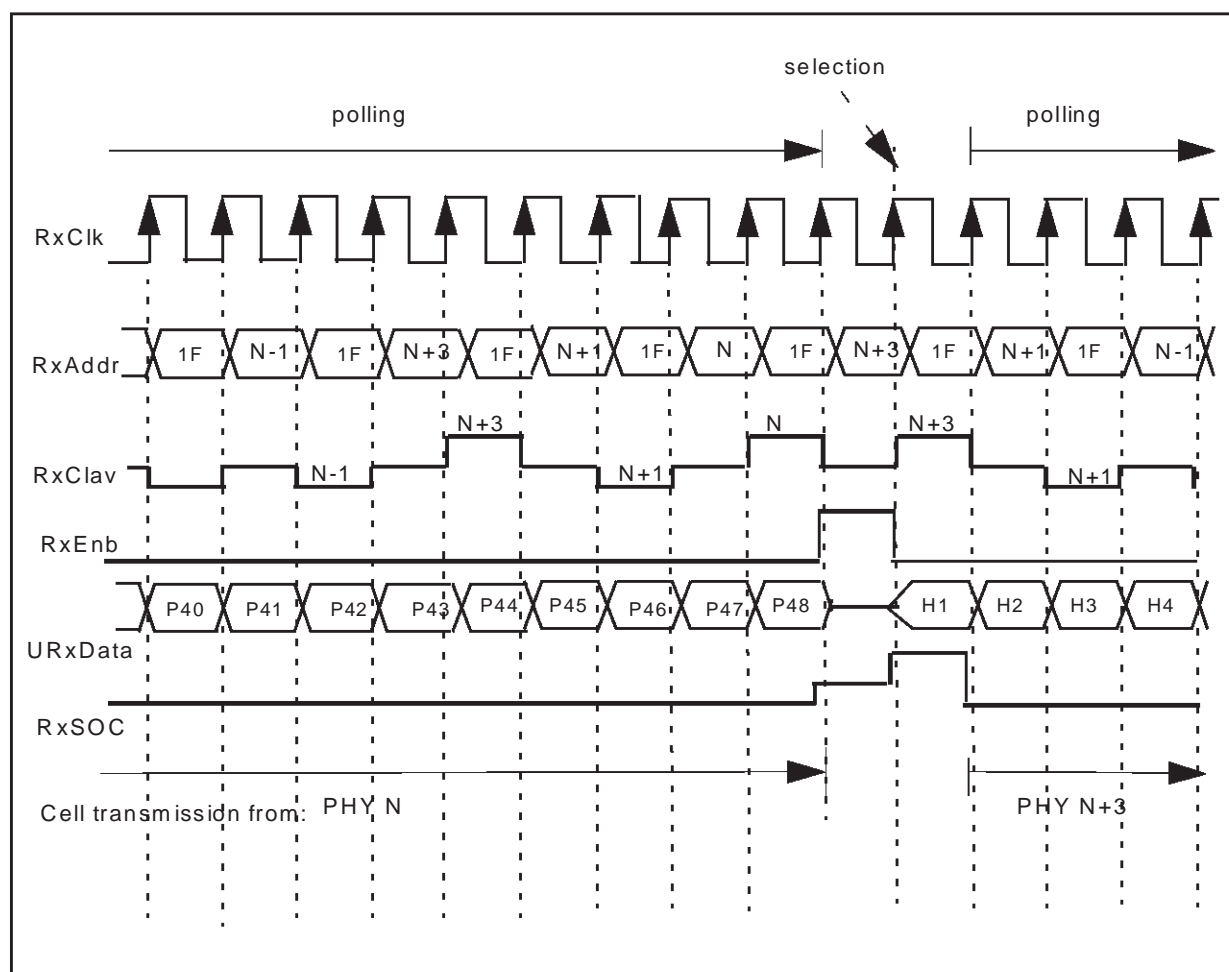 selection
polling polling
RxClk
RxAddr 1F N-1 1F N+3 1F N+1 1F N 1F N+3 1F N+1 1F N-1
N+3 N N+3
RxClav N-1 N+1 N+1
RxEnb
P40 P41 P42 P43 P44 P45 P46 P47 P48 H1 H2 H3 H4
URxData
RxSOC
Cell transmission from: PHY N PHY N+3